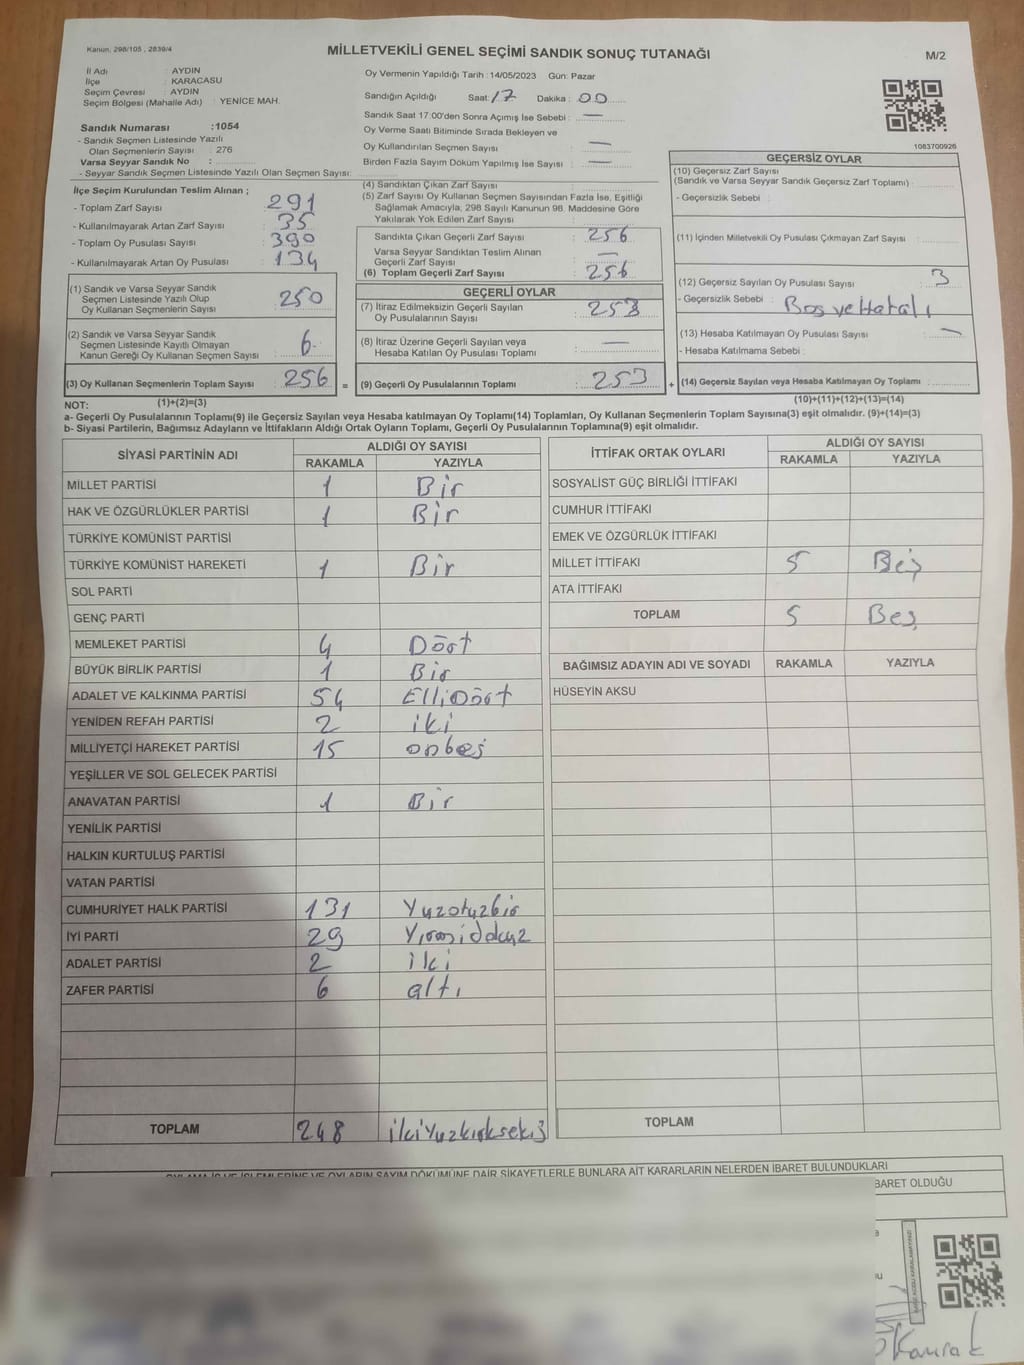 Kanun, 298/105 , 2839/4
MİLLETVEKİLİ GENEL SEÇİMİ SANDIK SONUÇ TUTANAĞI
M/2
İl Adı : AYDIN
İlçe : KARACASU
Seçim Çevresi : AYDIN
Seçim Bölgesi (Mahalle Adı) : YENİCE MAH.
Sandık Numarası :1054
- Sandık Seçmen Listesinde Yazılı
Olan Seçmenlerin Sayısı : 276
Varsa Seyyar Sandık No :
- Seyyar Sandık Seçmen Listesinde Yazılı Olan Seçmen Sayısı:
Oy Vermenin Yapıldığı Tarih : 14/05/2023 Gün: Pazar
Sandığın Açıldığı Saat: 17 Dakika : 00
Sandık Saat 17:00'den Sonra Açımış İse Sebebi : —
Oy Verme Saati Bitiminde Sırada Bekleyen ve
Oy Kullandırılan Seçmen Sayısı : —
Birden Fazla Sayım Döküm Yapılmış İse Sayısı : —
1083700926
İlçe Seçim Kurulundan Teslim Alınan ;
- Toplam Zarf Sayısı : 291
- Kullanılmayarak Artan Zarf Sayısı : 35
- Toplam Oy Pusulası Sayısı : 390
- Kullanılmayarak Artan Oy Pusulası : 134
(1) Sandık ve Varsa Seyyar Sandık
Seçmen Listesinde Yazılı Olup
Oy Kullanan Seçmenlerin Sayısı : 250
(2) Sandık ve Varsa Seyyar Sandık
Seçmen Listesinde Kayıtlı Olmayan
Kanun Gereği Oy Kullanan Seçmen Sayısı : 6
(3) Oy Kullanan Seçmenlerin Toplam Sayısı : 256 =
(1)+(2)=(3)
(4) Sandıktan Çıkan Zarf Sayısı :
(5) Zarf Sayısı Oy Kullanan Seçmen Sayısından Fazla İse, Eşitliği
Sağlamak Amacıyla, 298 Sayılı Kanunun 98. Maddesine Göre
Yakılarak Yok Edilen Zarf Sayısı :
Sandıkta Çıkan Geçerli Zarf Sayısı : 256
Varsa Seyyar Sandıktan Teslim Alınan
Geçerli Zarf Sayısı : —
(6) Toplam Geçerli Zarf Sayısı : 256
GEÇERLİ OYLAR
(7) İtiraz Edilmeksizin Geçerli Sayılan
Oy Pusulalarının Sayısı : 253
(8) İtiraz Üzerine Geçerli Sayılan veya
Hesaba Katılan Oy Pusulası Toplamı : —
(9) Geçerli Oy Pusulalarının Toplamı : 253 +
GEÇERSİZ OYLAR
(10) Geçersiz Zarf Sayısı
(Sandık ve Varsa Seyyar Sandık Geçersiz Zarf Toplamı) :
- Geçersizlik Sebebi :
(11) İçinden Milletvekili Oy Pusulası Çıkmayan Zarf Sayısı :
(12) Geçersiz Sayılan Oy Pusulası Sayısı : 3
- Geçersizlik Sebebi : Boş ve Hatalı
(13) Hesaba Katılmayan Oy Pusulası Sayısı : —
- Hesaba Katılmama Sebebi :
(14) Geçersiz Sayılan veya Hesaba Katılmayan Oy Toplamı :
(10)+(11)+(12)+(13)=(14)
NOT:
a- Geçerli Oy Pusulalarının Toplamı(9) ile Geçersiz Sayılan veya Hesaba katılmayan Oy Toplamı(14) Toplamları, Oy Kullanan Seçmenlerin Toplam Sayısına(3) eşit olmalıdır. (9)+(14)=(3)
b- Siyasi Partilerin, Bağımsız Adayların ve İttifakların Aldığı Ortak Oyların Toplamı, Geçerli Oy Pusulalarının Toplamına(9) eşit olmalıdır.
SİYASİ PARTİNİN ADI ALDIĞI OY SAYISI
RAKAMLA YAZIYLA
MİLLET PARTİSİ 1 Bir
HAK VE ÖZGÜRLÜKLER PARTİSİ 1 Bir
TÜRKİYE KOMÜNİST PARTİSİ
TÜRKİYE KOMÜNİST HAREKETİ 1 Bir
SOL PARTİ
GENÇ PARTİ
MEMLEKET PARTİSİ 4 Dört
BÜYÜK BİRLİK PARTİSİ 1 Bir
ADALET VE KALKINMA PARTİSİ 54 ElliDört
YENİDEN REFAH PARTİSİ 2 iki
MİLLİYETÇİ HAREKET PARTİSİ 15 onbeş
YEŞİLLER VE SOL GELECEK PARTİSİ
ANAVATAN PARTİSİ 1 Bir
YENİLİK PARTİSİ
HALKIN KURTULUŞ PARTİSİ
VATAN PARTİSİ
CUMHURİYET HALK PARTİSİ 131 Yuzotuzbir
İYİ PARTİ 29 Yirmidokuz
ADALET PARTİSİ 2 iki
ZAFER PARTİSİ 6 altı
TOPLAM 248 ikiyuzkırksekiz
İTTİFAK ORTAK OYLARI ALDIĞI OY SAYISI
RAKAMLA YAZIYLA
SOSYALİST GÜÇ BİRLİĞİ İTTİFAKI
CUMHUR İTTİFAKI
EMEK VE ÖZGÜRLÜK İTTİFAKI
MİLLET İTTİFAKI 5 Beş
ATA İTTİFAKI
TOPLAM 5 Beş
BAĞIMSIZ ADAYIN ADI VE SOYADI RAKAMLA YAZIYLA
HÜSEYİN AKSU
TOPLAM
OYLAMA İŞ VE İŞLEMLERİNE VE OYLARIN SAYIM DÖKÜMÜNE DAİR ŞİKAYETLERLE BUNLARA AİT KARARLARIN NELERDEN İBARET BULUNDUKLARI
BARET OLDUĞU